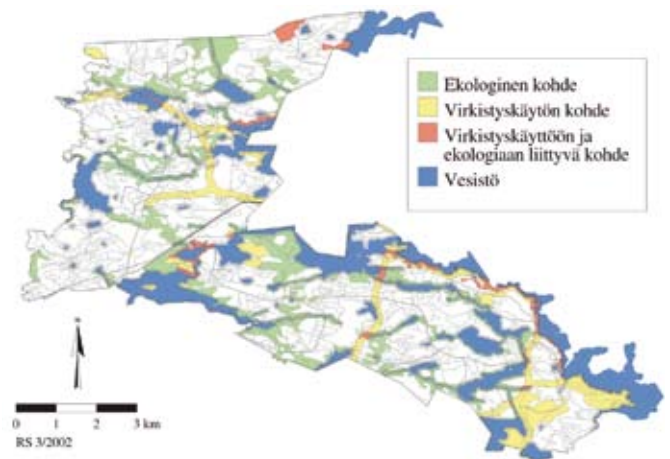 Ekologinen kohde
Virkistyskäytön kohde
Virkistyskäyttöön ja
ekologiaan liittyvä kohde
Vesistö
0 1 2 3 km
RS 3/2002